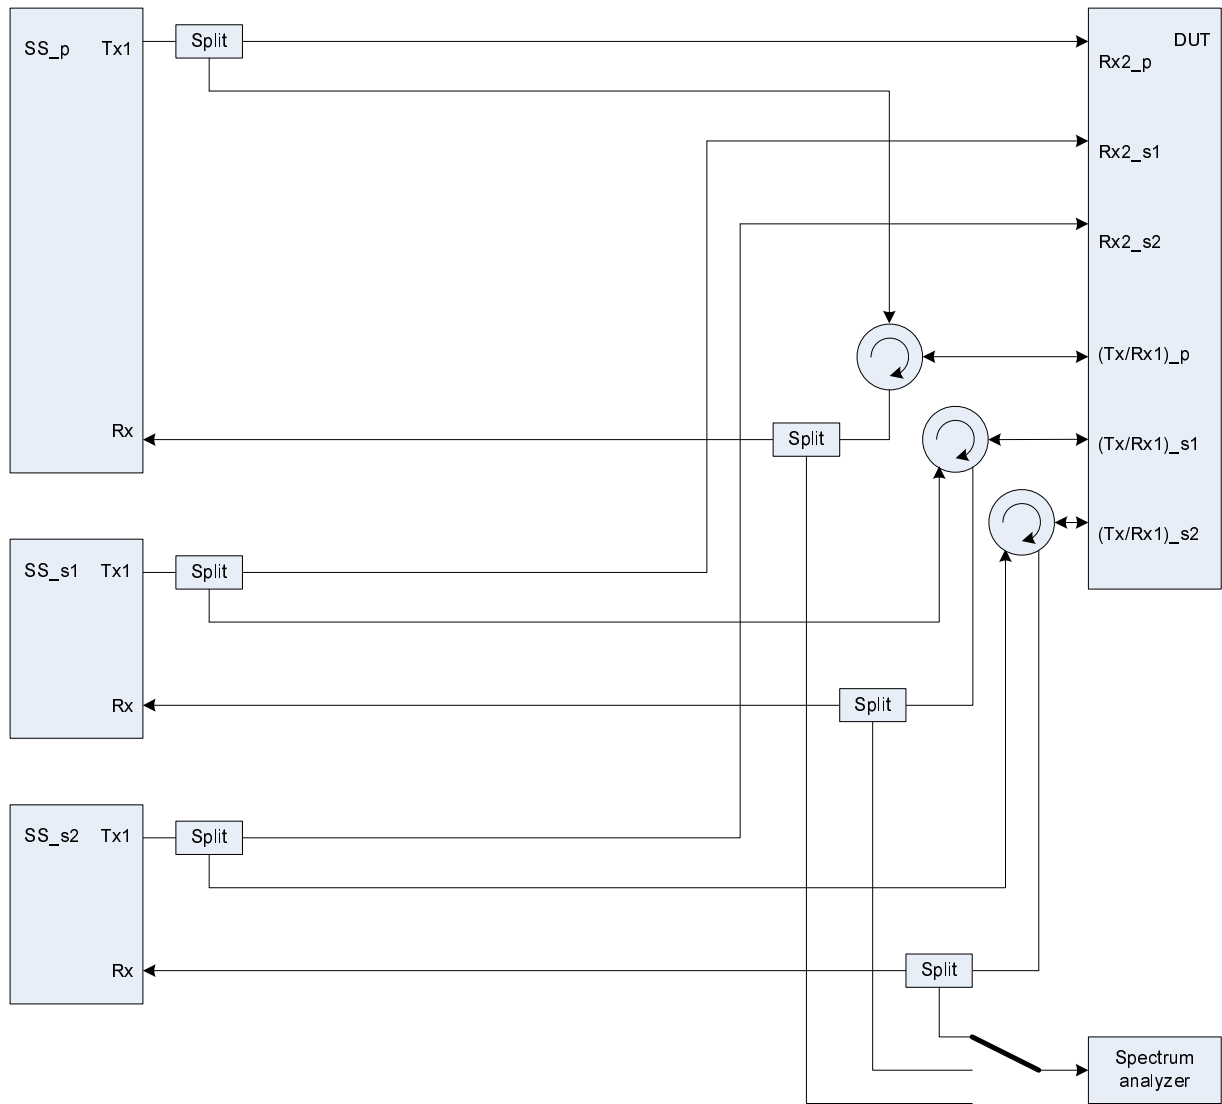 SS_p Tx1
Split
DUT
Rx2_p
Rx2_s1
Rx2_s2
(Tx/Rx1)_p
Rx
Split
(Tx/Rx1)_s1
(Tx/Rx1)_s2
SS_s1 Tx1
Split
Rx
Split
SS_s2 Tx1
Split
Rx
Split
Spectrum
analyzer